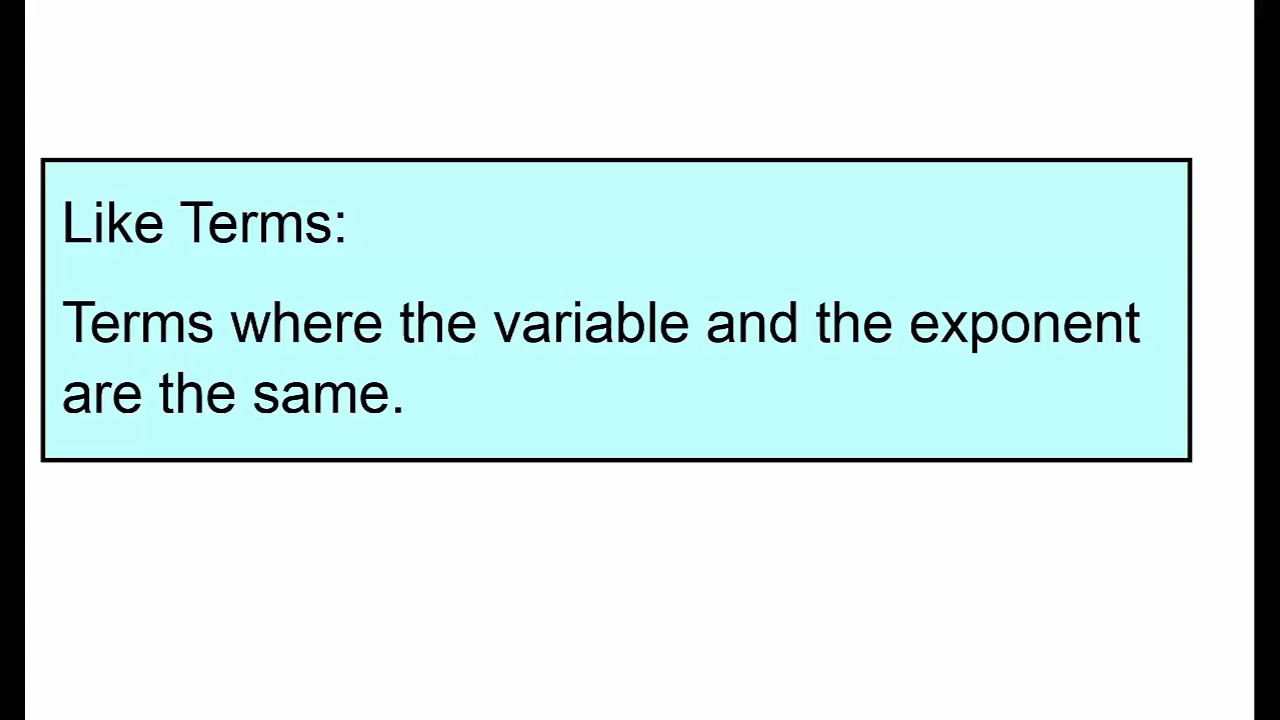 Like Terms:
Terms where the variable and the exponent
are the same.